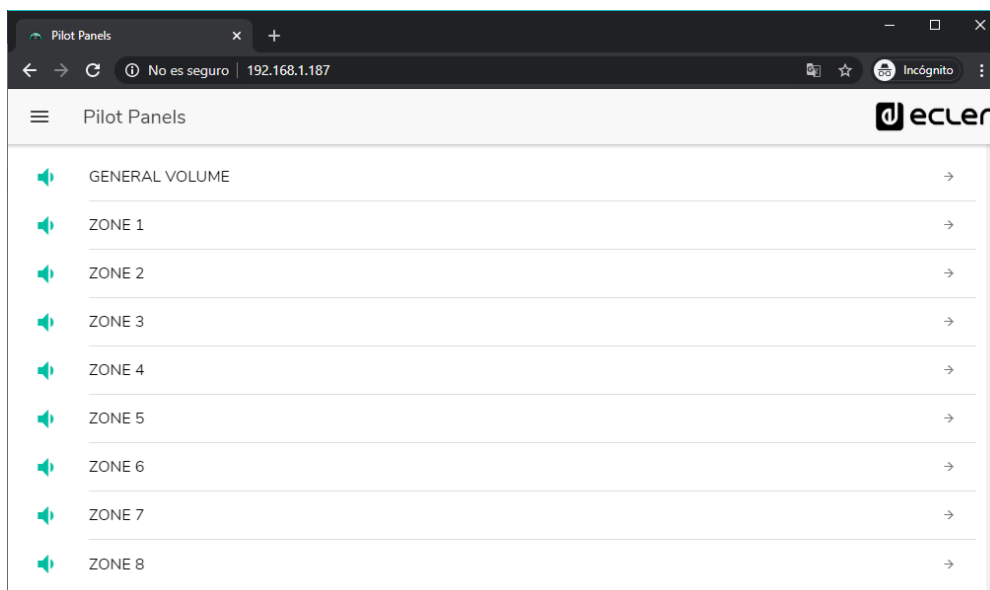 Pilot Panels
No es seguro | 192.168.1.187 Incógnito
Pilot Panels ecler
GENERAL VOLUME
ZONE 1
ZONE 2
ZONE 3
ZONE 4
ZONE 5
ZONE 6
ZONE 7
ZONE 8